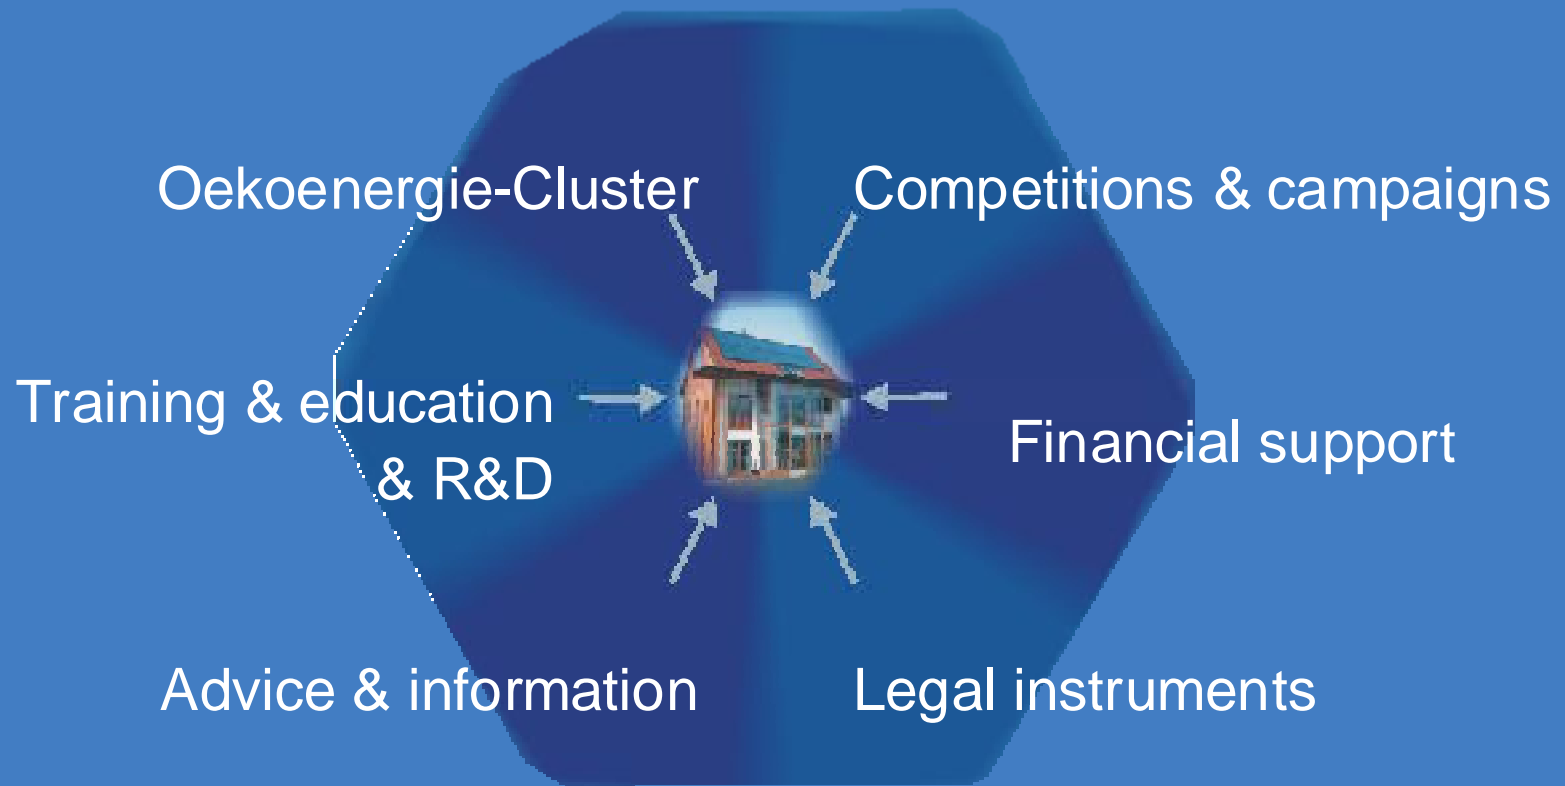 Oekoenergie-Cluster
Competitions & campaigns
Training & education
& R&D
Financial support
Advice & information
Legal instruments